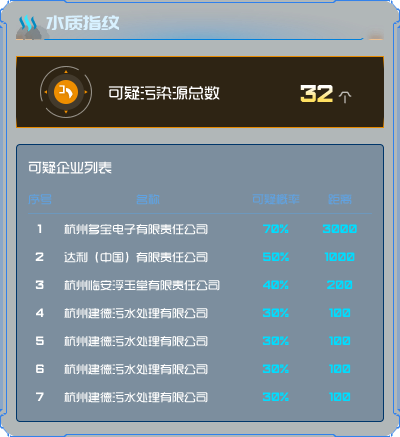 水质指纹
可疑污染源总数 32 个
可疑企业列表
序号 名称 可疑概率 距离
1 杭州多宝电子有限责任公司 70% 3000
2 达利（中国）有限责任公司 50% 1000
3 杭州临安浮玉堂有限责任公司 40% 200
4 杭州建德污水处理有限公司 30% 100
5 杭州建德污水处理有限公司 30% 100
6 杭州建德污水处理有限公司 30% 100
7 杭州建德污水处理有限公司 30% 100